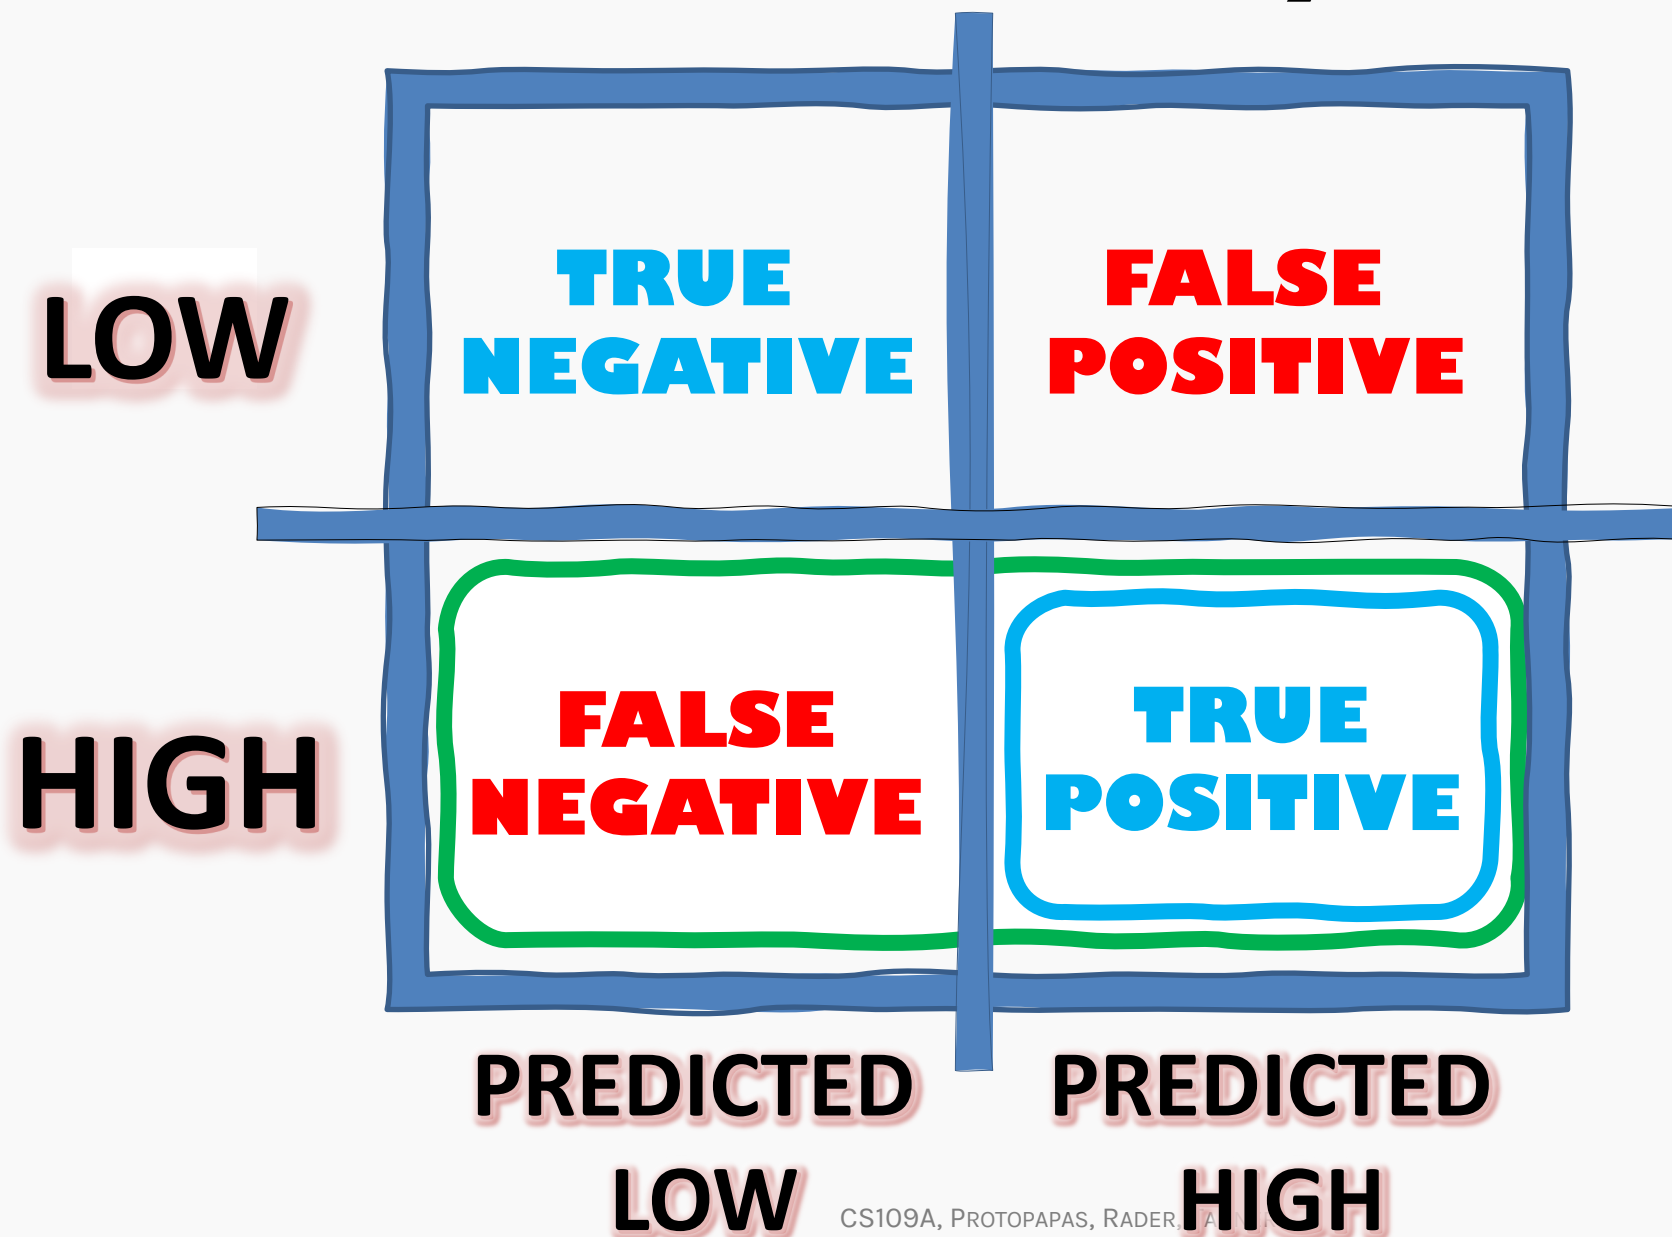 TRUE
NEGATIVE
FALSE
POSITIVE
LOW
FALSE
NEGATIVE
TRUE
POSITIVE
HIGH
PREDICTED
LOW
PREDICTED
HIGH
CS109A, PROTOPAPAS, RADER,